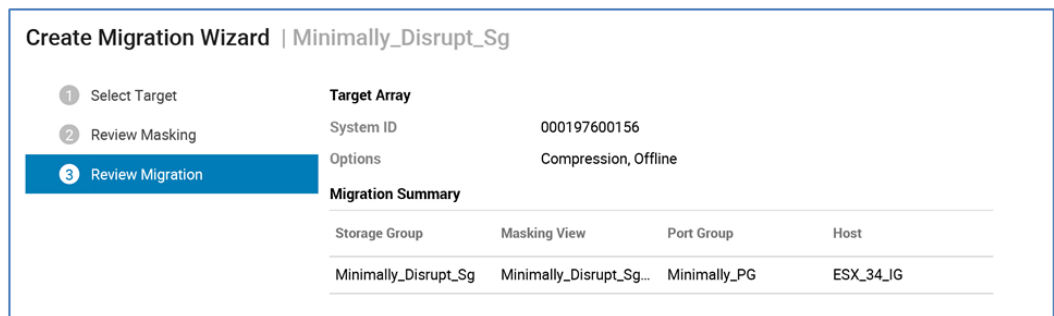 Create Migration Wizard | Minimally_Disrupt_Sg
1 Select Target
2 Review Masking
3 Review Migration
Target Array
System ID 000197600156
Options Compression, Offline
Migration Summary
Storage Group Masking View Port Group Host
Minimally_Disrupt_Sg Minimally_Disrupt_Sg... Minimally_PG ESX_34_IG